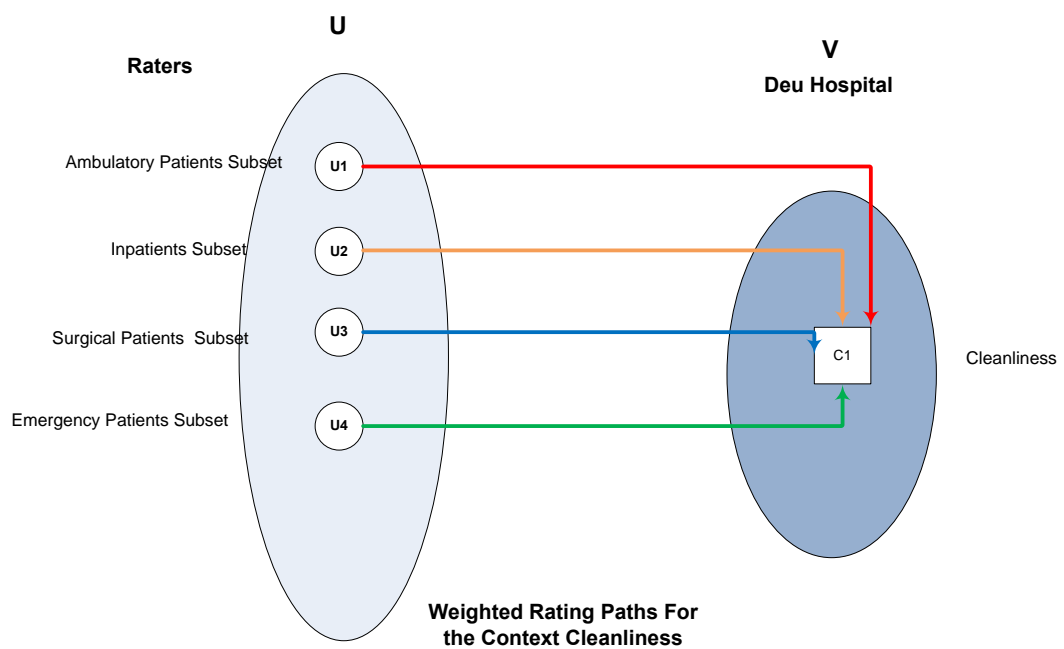 U
V
Raters
Deu Hospital
Ambulatory Patients Subset
U1
Inpatients Subset
U2
Surgical Patients  Subset
U3
C1
Cleanliness
Emergency Patients Subset
U4
Weighted Rating Paths For
the Context Cleanliness